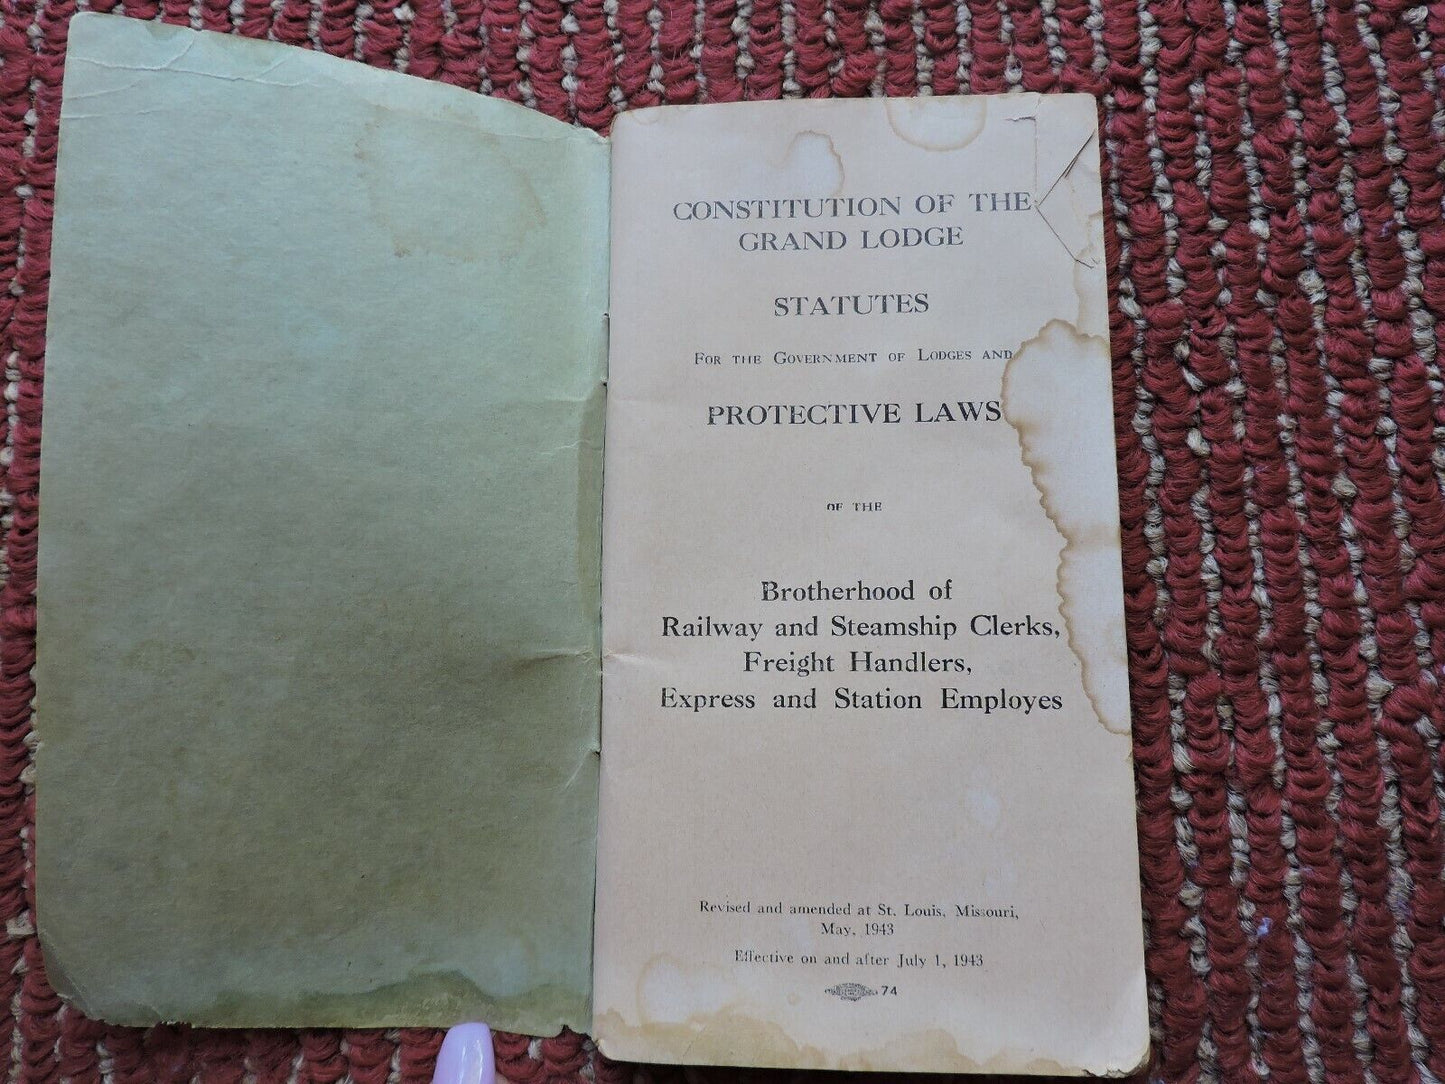 CONSTITUTION OF THE
GRAND LODGE
STATUTES
FOR THE GOVERNMENT OF LODGES AND
PROTECTIVE LAWS
OF THE
Brotherhood of
Railway and Steamship Clerks,
Freight Handlers,
Express and Station Employes
Revised and amended at St. Louis, Missouri,
May, 1943
Effective on and after July 1, 1943
74